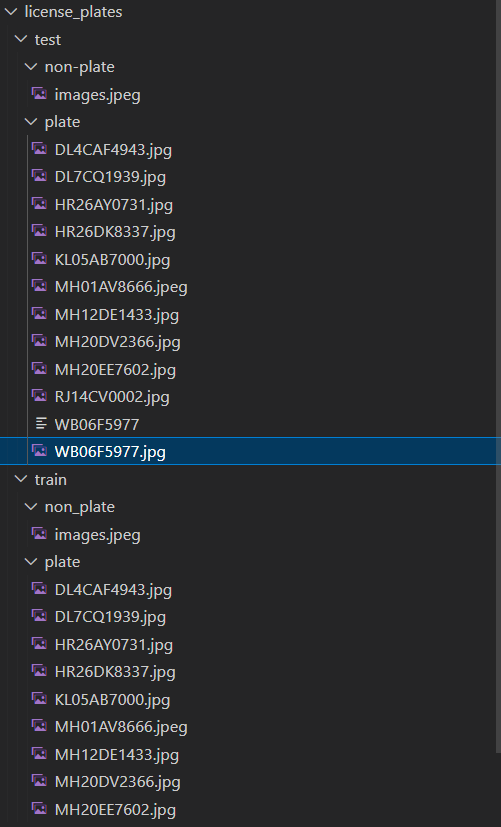 license_plates
test
non-plate
images.jpeg
plate
DL4CAF4943.jpg
DL7CQ1939.jpg
HR26AY0731.jpg
HR26DK8337.jpg
KL05AB7000.jpg
MH01AV8666.jpeg
MH12DE1433.jpg
MH20DV2366.jpg
MH20EE7602.jpg
RJ14CV0002.jpg
WB06F5977
WB06F5977.jpg
train
non_plate
images.jpeg
plate
DL4CAF4943.jpg
DL7CQ1939.jpg
HR26AY0731.jpg
HR26DK8337.jpg
KL05AB7000.jpg
MH01AV8666.jpeg
MH12DE1433.jpg
MH20DV2366.jpg
MH20EE7602.jpg